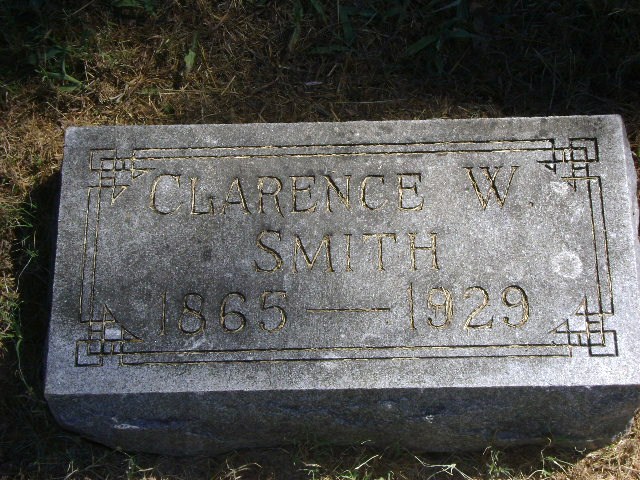 CLARENCE W.
SMITH
1865 — 1929